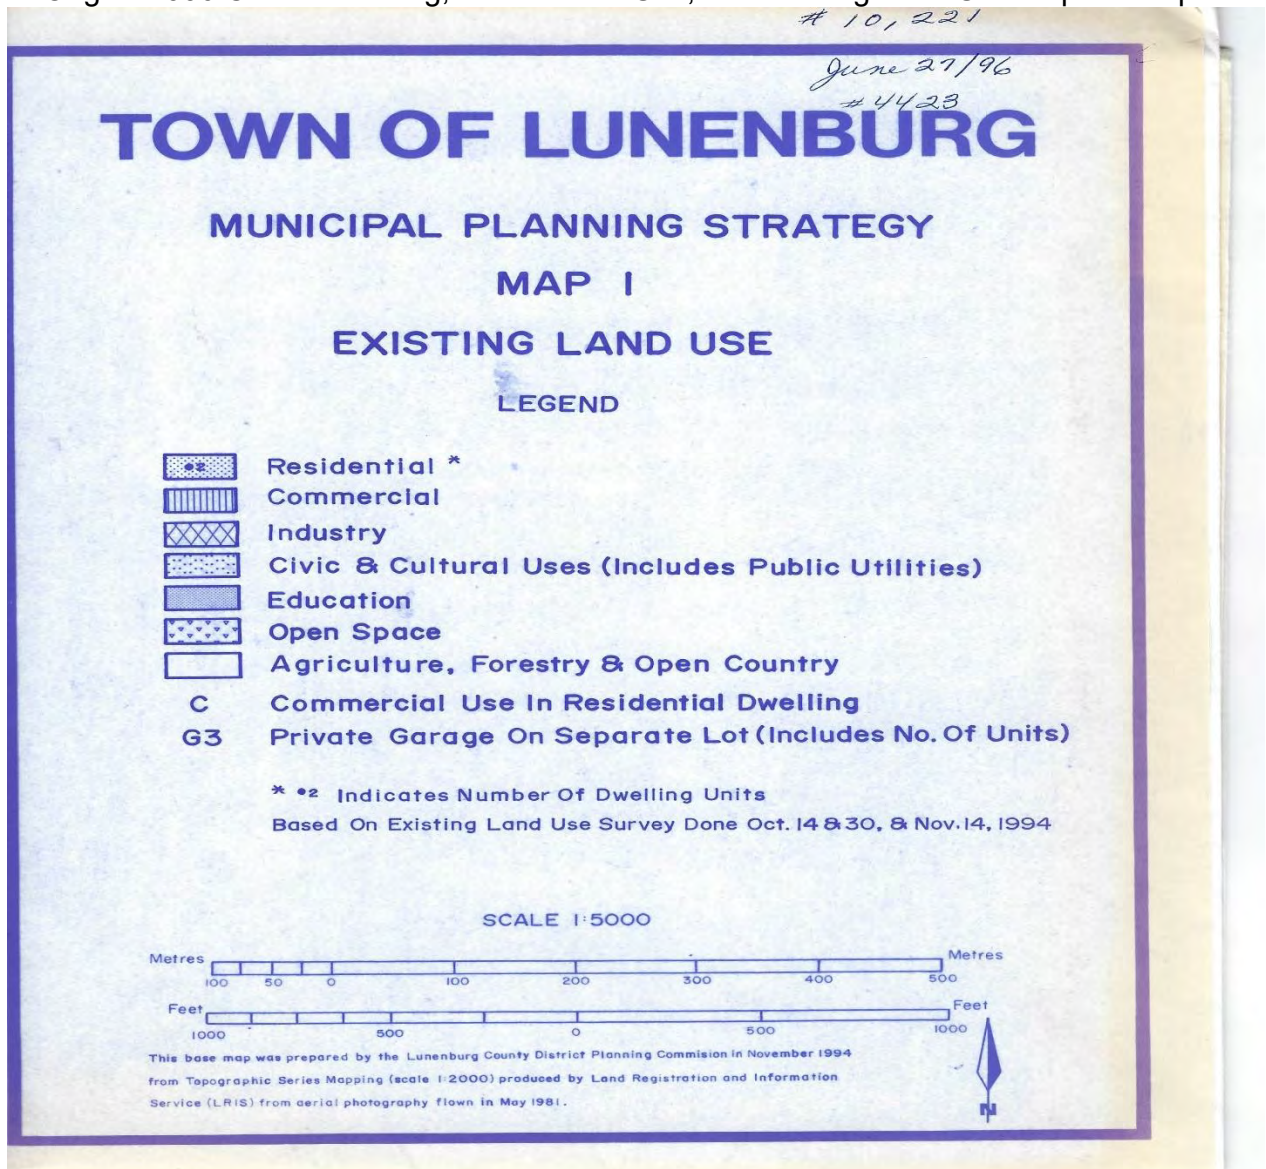 # 10,221
June 27/96
#4423
TOWN OF LUNENBURG
MUNICIPAL PLANNING STRATEGY
MAP 1
EXISTING LAND USE
LEGEND
•2 Residential *
Commercial
Industry
Civic & Cultural Uses (Includes Public Utilities)
Education
Open Space
Agriculture, Forestry & Open Country
C Commercial Use In Residential Dwelling
G3 Private Garage On Separate Lot (Includes No. Of Units)
* •2 Indicates Number Of Dwelling Units
Based On Existing Land Use Survey Done Oct. 14 & 30, & Nov. 14, 1994
SCALE 1:5000
Metres Metres
100 50 0 100 200 300 400 500
Feet Feet
1000 500 0 500 1000
This base map was prepared by the Lunenburg County District Planning Commision in November 1994
from Topographic Series Mapping (scale 1:2000) produced by Land Registration and Information
Service (LRIS) from aerial photography flown in May 1981.
N